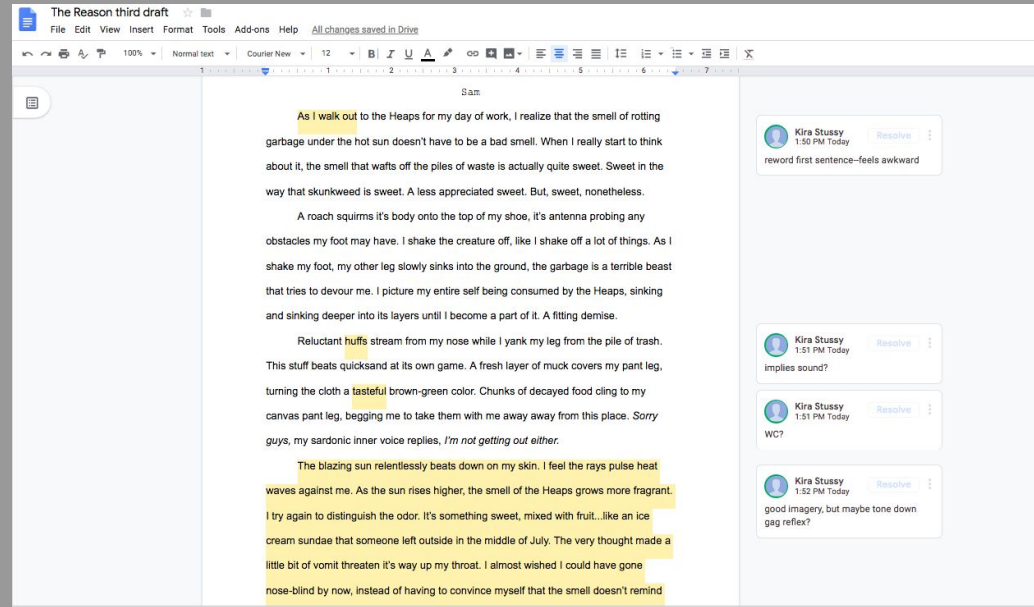 The Reason third draft
File Edit View Insert Format Tools Add-ons Help All changes saved in Drive
100% Normal text Courier New 12 B I U A
1 1 2 3 4 5 6 7
Sam
As I walk out to the Heaps for my day of work, I realize that the smell of rotting
garbage under the hot sun doesn't have to be a bad smell. When I really start to think
about it, the smell that wafts off the piles of waste is actually quite sweet. Sweet in the
way that skunkweed is sweet. A less appreciated sweet. But, sweet, nonetheless.
A roach squirms it's body onto the top of my shoe, it's antenna probing any
obstacles my foot may have. I shake the creature off, like I shake off a lot of things. As I
shake my foot, my other leg slowly sinks into the ground, the garbage is a terrible beast
that tries to devour me. I picture my entire self being consumed by the Heaps, sinking
and sinking deeper into its layers until I become a part of it. A fitting demise.
Reluctant huffs stream from my nose while I yank my leg from the pile of trash.
This stuff beats quicksand at its own game. A fresh layer of muck covers my pant leg,
turning the cloth a tasteful brown-green color. Chunks of decayed food cling to my
canvas pant leg, begging me to take them with me away away from this place. Sorry
guys, my sardonic inner voice replies, I'm not getting out either.
The blazing sun relentlessly beats down on my skin. I feel the rays pulse heat
waves against me. As the sun rises higher, the smell of the Heaps grows more fragrant.
I try again to distinguish the odor. It's something sweet, mixed with fruit...like an ice
cream sundae that someone left outside in the middle of July. The very thought made a
little bit of vomit threaten it's way up my throat. I almost wished I could have gone
nose-blind by now, instead of having to convince myself that the smell doesn't remind
Kira Stussy
1:50 PM Today
Resolve
reword first sentence–feels awkward
Kira Stussy
1:51 PM Today
Resolve
implies sound?
Kira Stussy
1:51 PM Today
Resolve
WC?
Kira Stussy
1:52 PM Today
Resolve
good imagery, but maybe tone down
gag reflex?